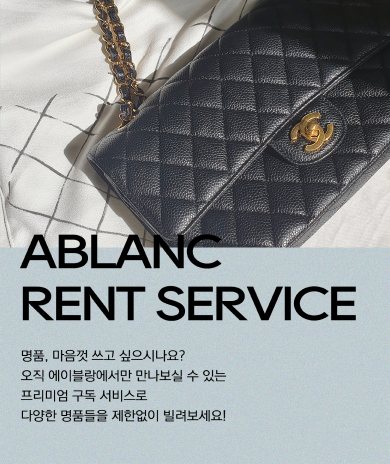 ABLANC
RENT SERVICE
명품, 마음껏 쓰고 싶으시나요?
오직 에이블랑에서만 만나보실 수 있는
프리미엄 구독 서비스로
다양한 명품들을 제한없이 빌려보세요!